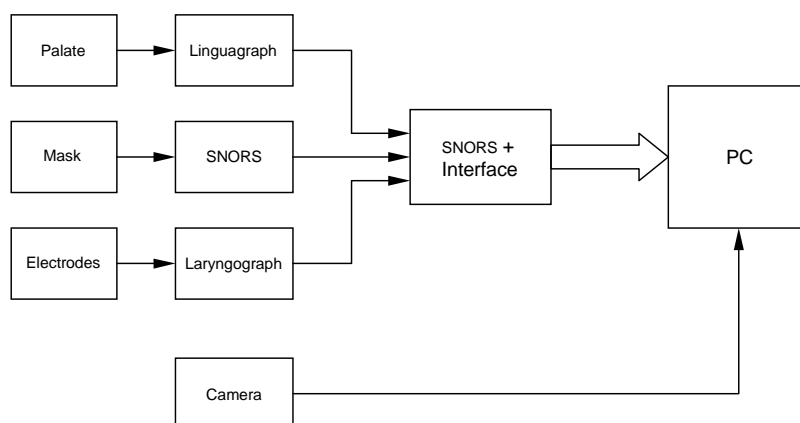 Palate
Linguagraph
Mask
SNORS
SNORS +
Interface
PC
Electrodes
Laryngograph
Camera